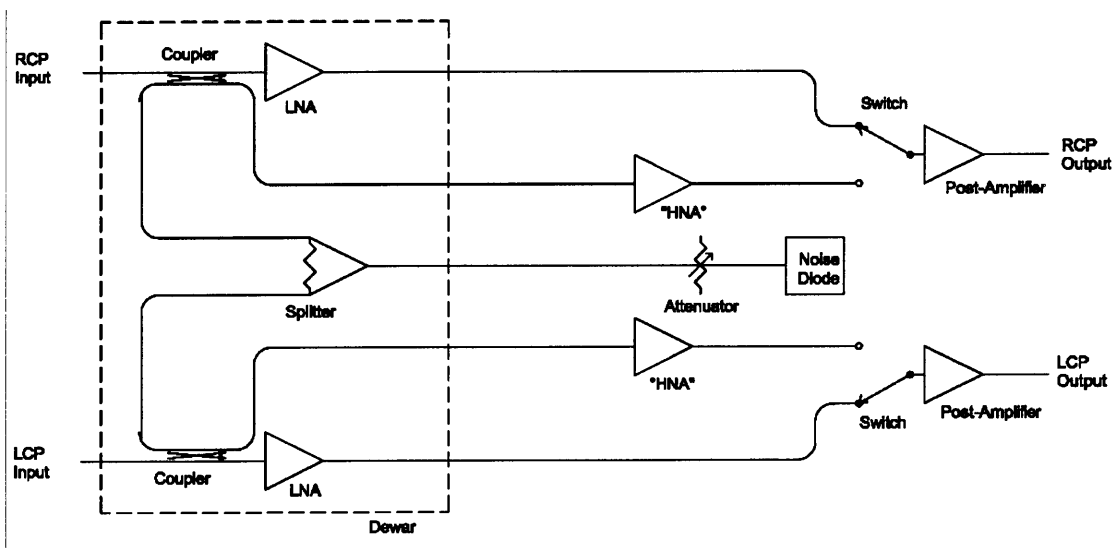 RCP
Input
Coupler
LNA
Switch
RCP
Output
Post-Amplifier
"HNA"
Noise
Diode
Attenuator
Splitter
"HNA"
LCP
Output
Post-Amplifier
Switch
LCP
Input
Coupler
LNA
Dewar